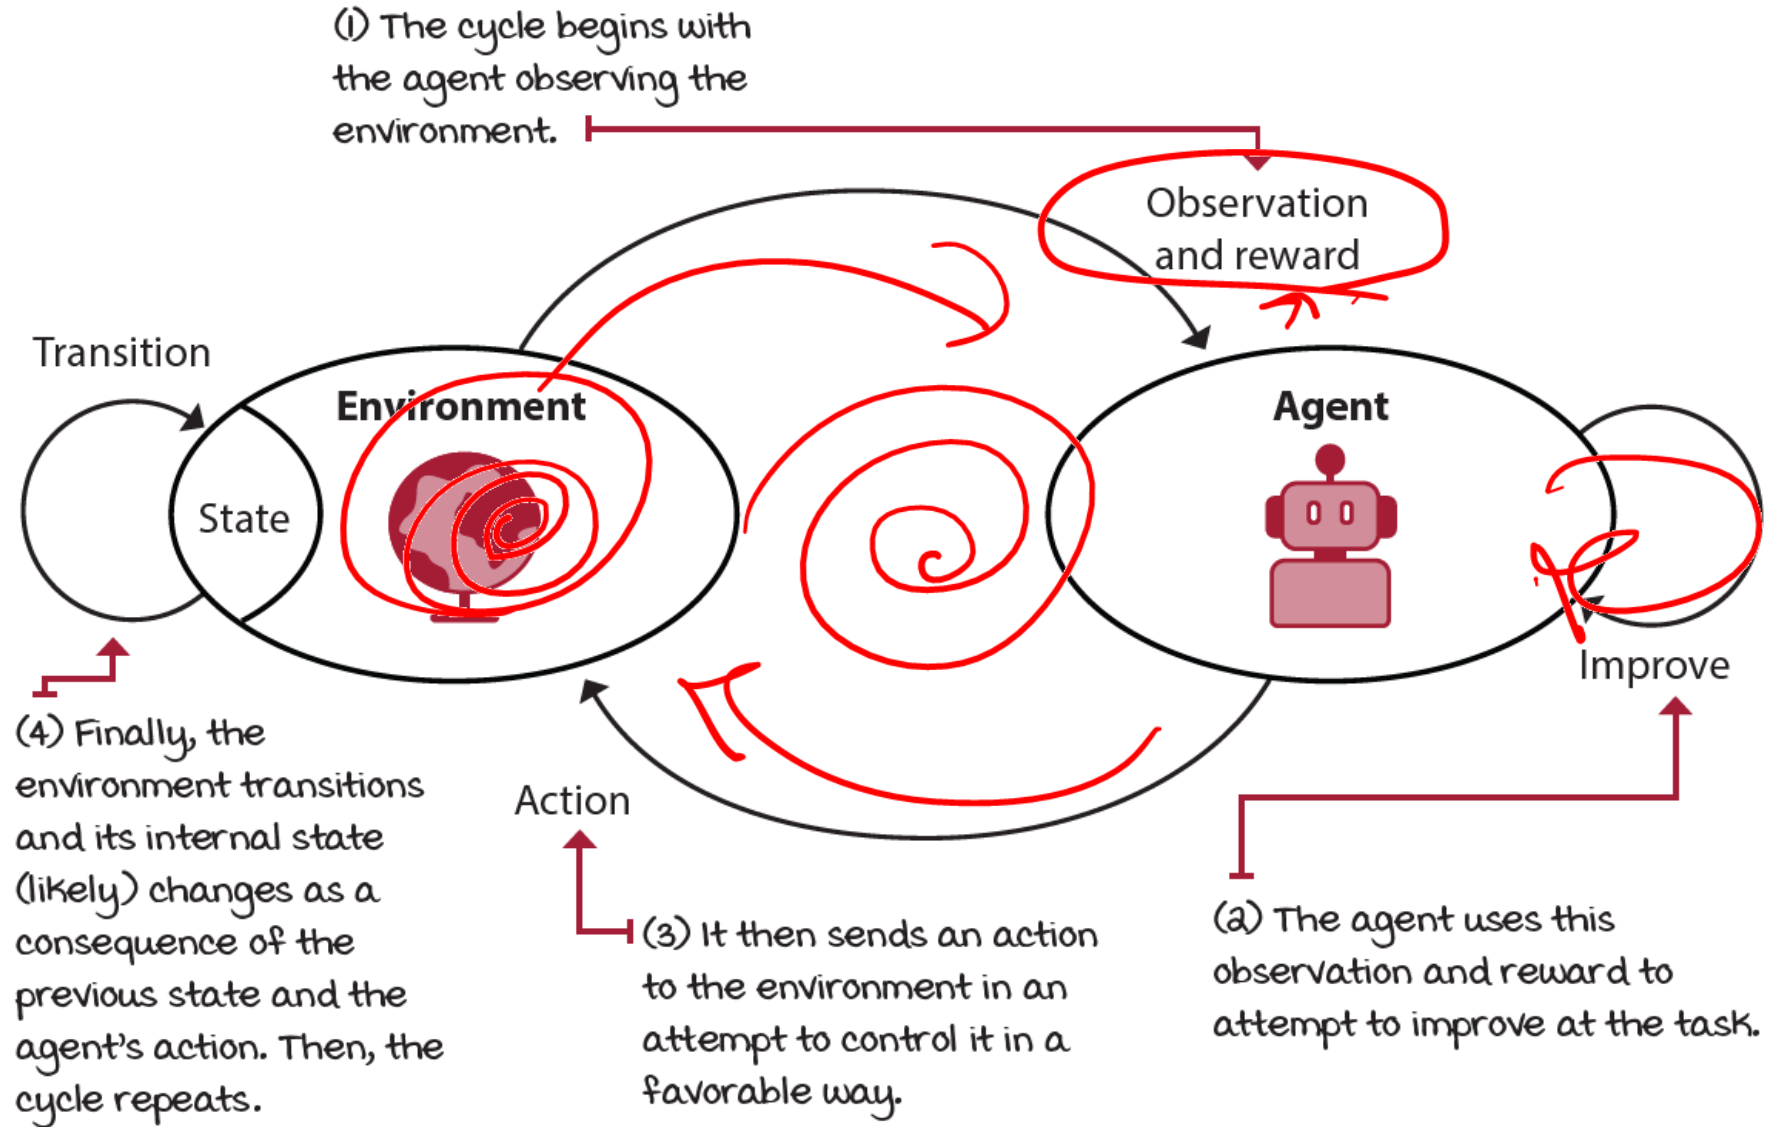 (1) The cycle begins with
the agent observing the
environment.
Observation
and reward
Transition
Environment
Agent
State
Improve
(4) Finally, the
environment transitions
and its internal state
(likely) changes as a
consequence of the
previous state and the
agent's action. Then, the
cycle repeats.
Action
(3) It then sends an action
to the environment in an
attempt to control it in a
favorable way.
(2) The agent uses this
observation and reward to
attempt to improve at the task.